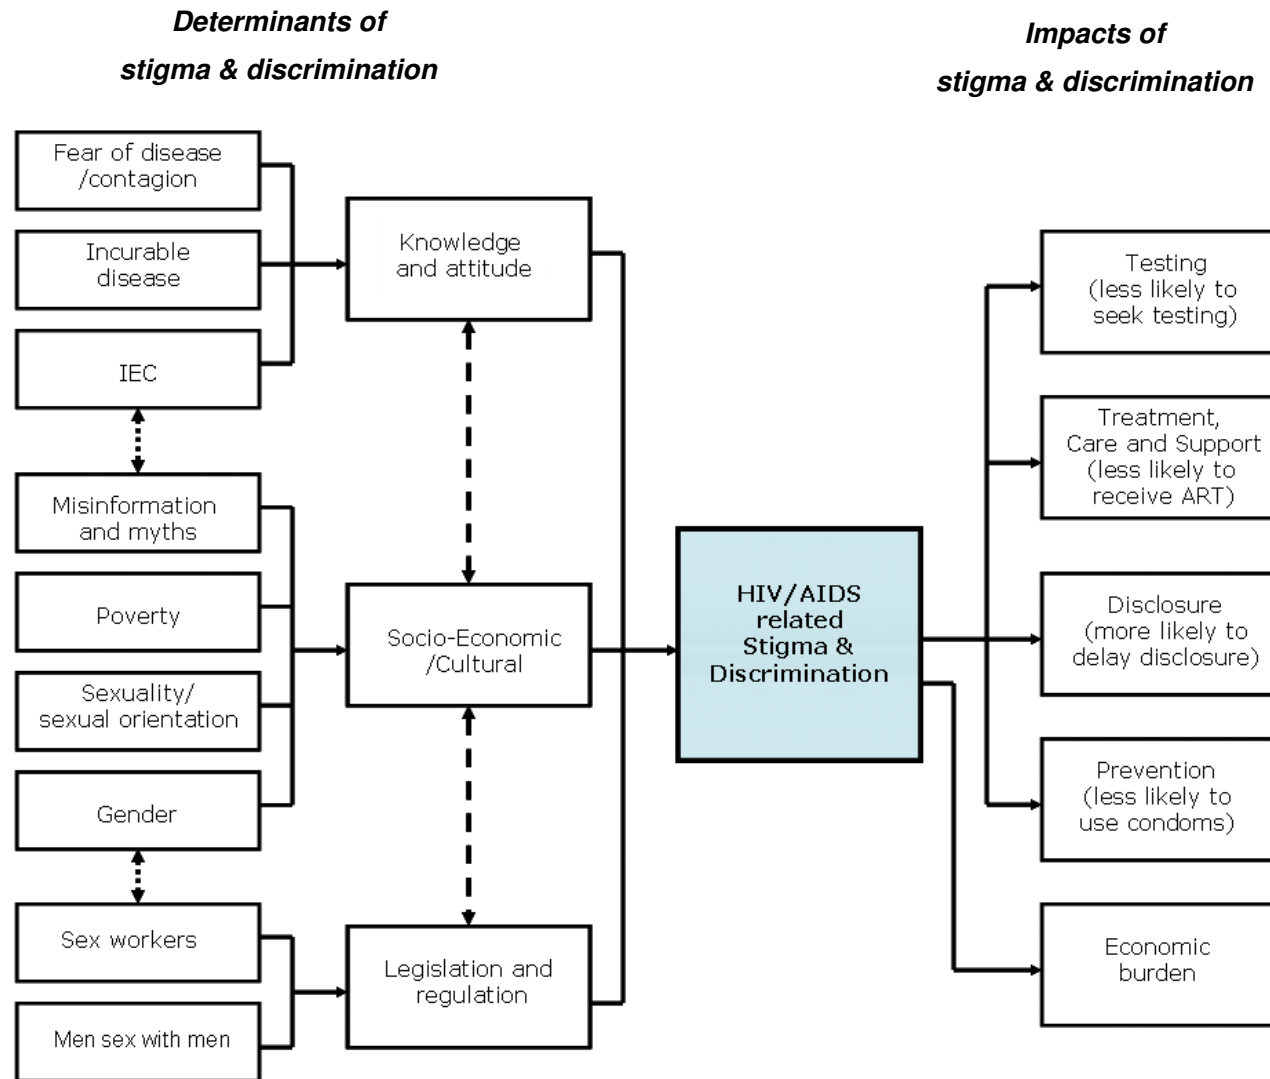 Determinants of
stigma & discrimination
Impacts of
stigma & discrimination
Fear of disease
/contagion
Incurable
disease
IEC
Misinformation
and myths
Poverty
Sexuality/
sexual orientation
Gender
Sex workers
Men sex with men
Knowledge
and attitude
Socio-Economic
/Cultural
Legislation and
regulation
HIV/AIDS
related
Stigma &
Discrimination
Testing
(less likely to
seek testing)
Treatment,
Care and Support
(less likely to
receive ART)
Disclosure
(more likely to
delay disclosure)
Prevention
(less likely to
use condoms)
Economic
burden